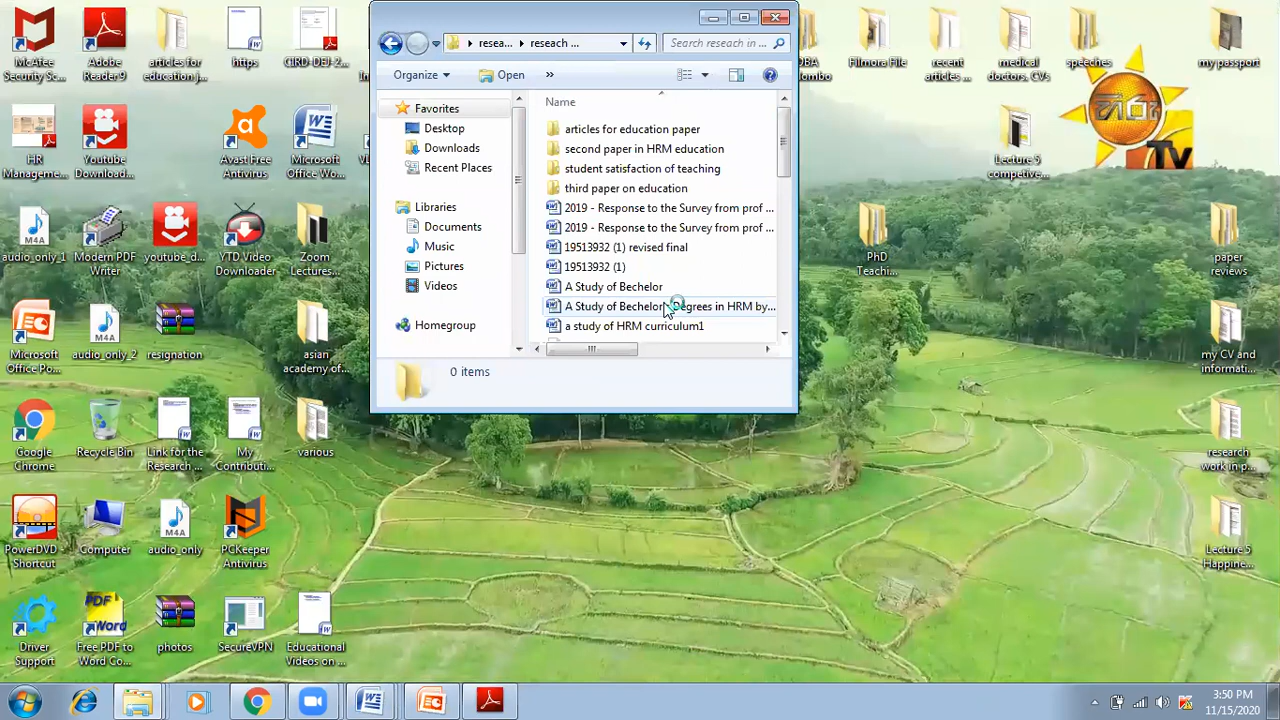 McAfee
Security Sc...
Adobe
Reader 9
articles for
education j...
https
CIRD-DEJ-2...
resea...
reseach ...
Search reseach in ...
Organize
Open
»
Favorites
Desktop
Downloads
Recent Places
Libraries
Documents
Music
Pictures
Videos
Homegroup
Name
articles for education paper
second paper in HRM education
student satisfaction of teaching
third paper on education
2019 - Response to the Survey from prof ...
2019 - Response to the Survey from prof ...
19513932 (1) revised final
19513932 (1)
A Study of Bechelor
A Study of Bechelor Degrees in HRM by...
a study of HRM curriculum1
0 items
Filmora File
recent
articles ...
medical
doctors, CVs
speeches
my passport
හිරු
TV
HR
Manageme...
Youtube
Download...
Avast Free
Antivirus
Microsoft
Office Wo...
Lecture 5
competive...
M4A
audio_only_1
Modern PDF
Writer
youtube_d...
YTD Video
Downloader
Zoom
Lectures...
PhD
Teachi...
paper
reviews
Microsoft
Office Po...
M4A
audio_only_2
resignation
asian
academy of...
my CV and
informati...
Google
Chrome
Recycle Bin
Link for the
Research ...
My
Contributi...
various
research
work in p...
PowerDVD
Shortcut
Computer
M4A
audio_only
PCKeeper
Antivirus
Lecture 5
Happine...
Driver
Support
PDF
Word
Free PDF to
Word Co...
photos
SecureVPN
Educational
Videos on ...
3:50 PM
11/15/2020